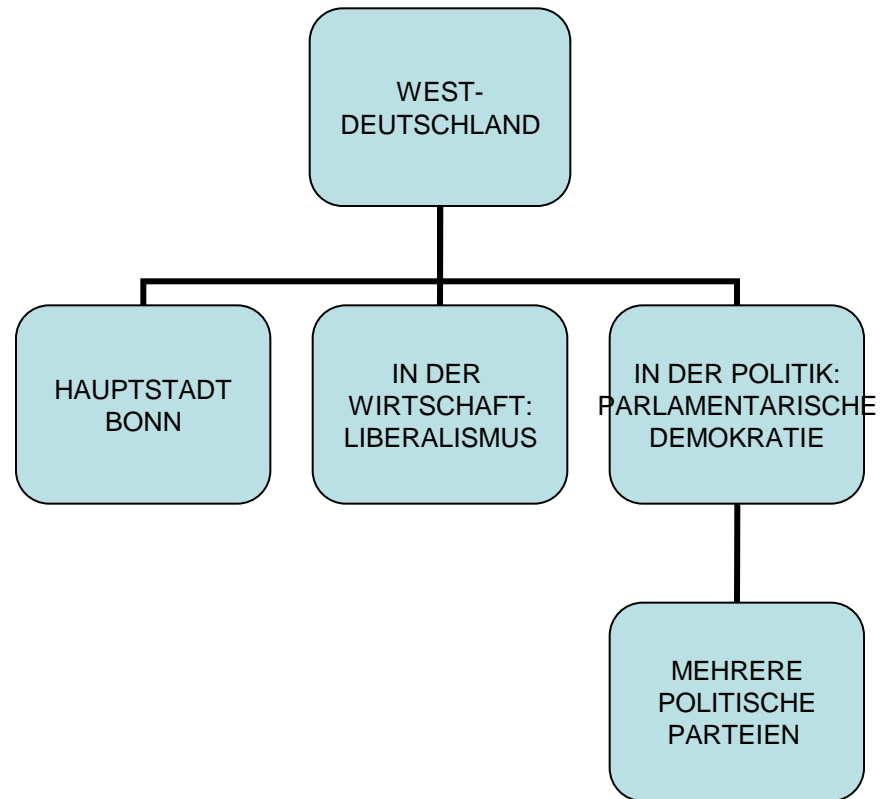 WEST-
DEUTSCHLAND
HAUPTSTADT
BONN
IN DER
WIRTSCHAFT:
LIBERALISMUS
IN DER POLITIK:
PARLAMENTARISCHE
DEMOKRATIE
MEHRERE
POLITISCHE
PARTEIEN